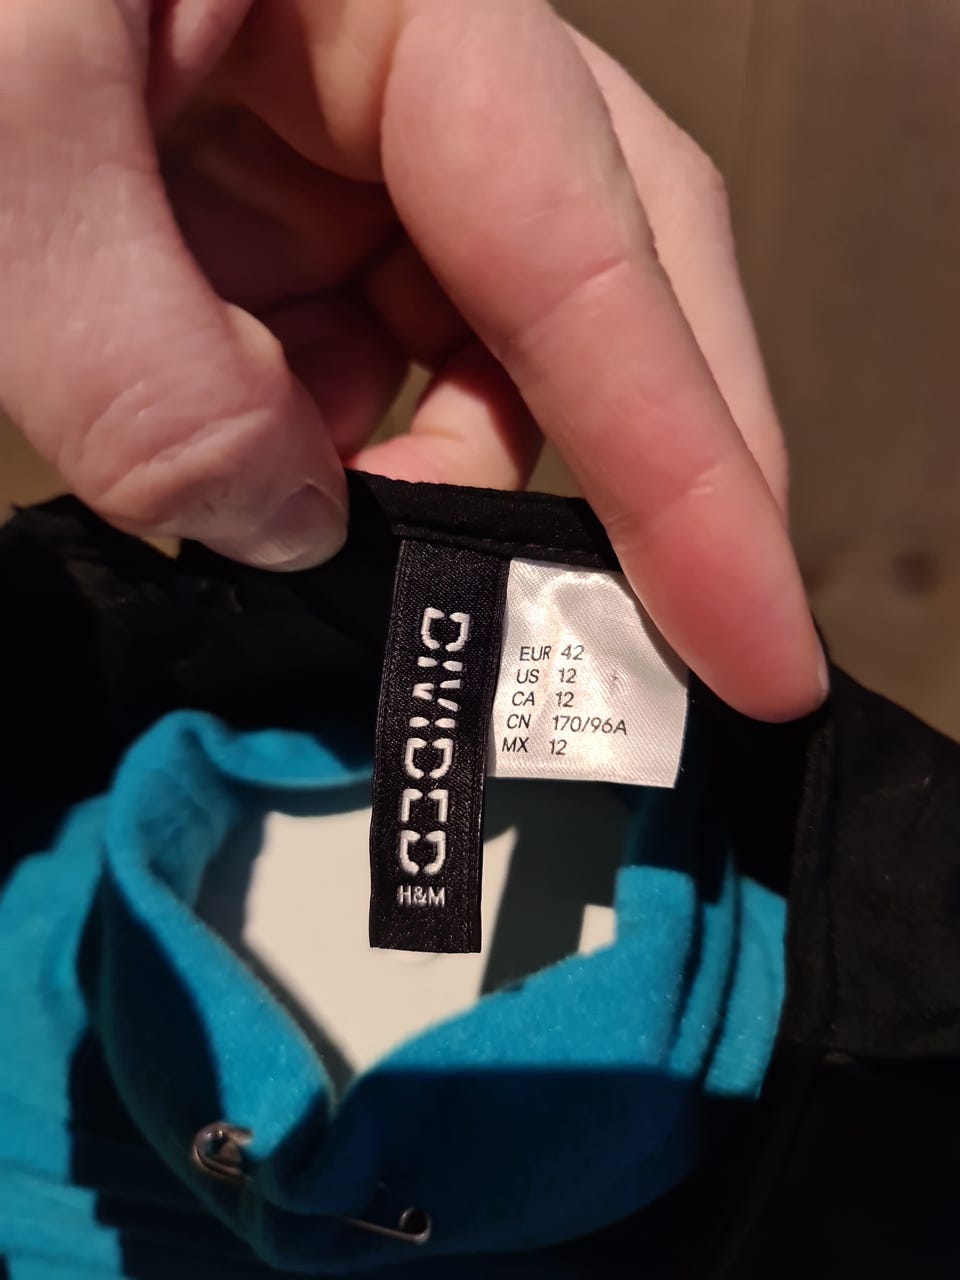 DIVIDED
H&M
EUR 42
US 12
CA 12
CN 170/96A
MX 12